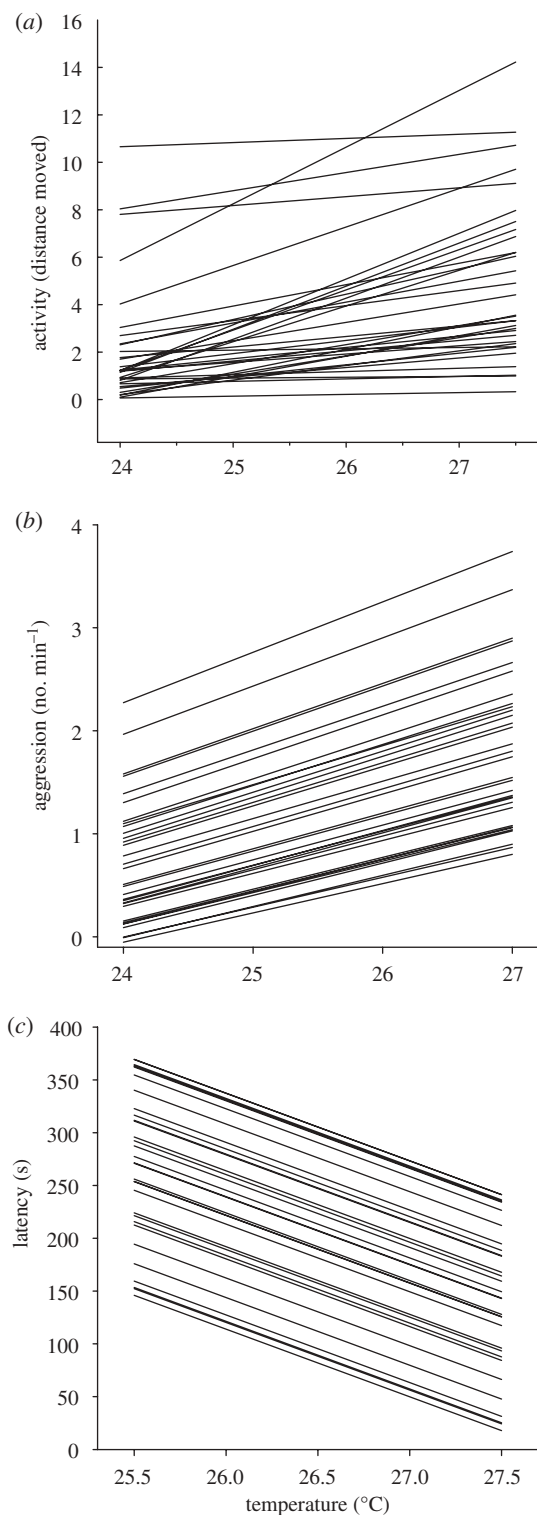 (a)
16
14
12
10
8
6
4
2
0
activity (distance moved)
24 25 26 27
(b)
4
3
2
1
0
aggression (no. min⁻¹)
24 25 26 27
(c)
400
350
300
250
200
150
100
50
0
latency (s)
25.5 26.0 26.5 27.0 27.5
temperature (°C)